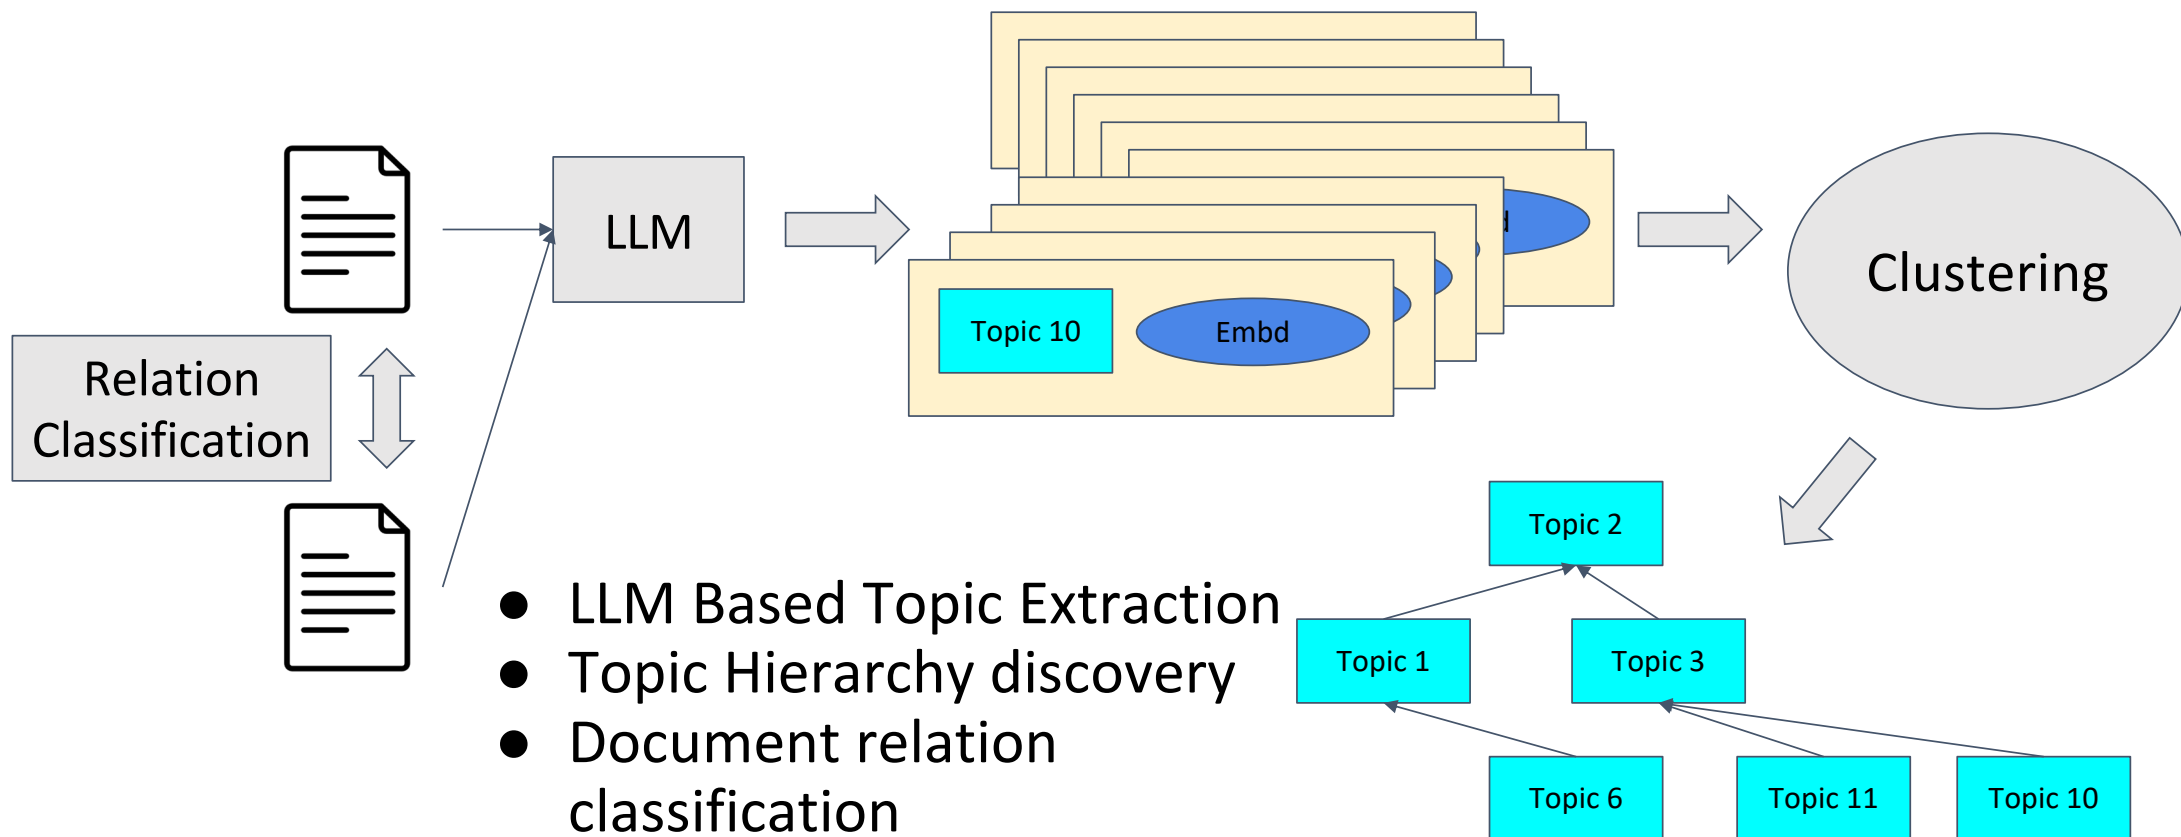 LLM
Relation
Classification
Topic 10
Embd
Clustering
● LLM Based Topic Extraction
● Topic Hierarchy discovery
● Document relation
classification
Topic 2
Topic 1
Topic 3
Topic 6
Topic 11
Topic 10